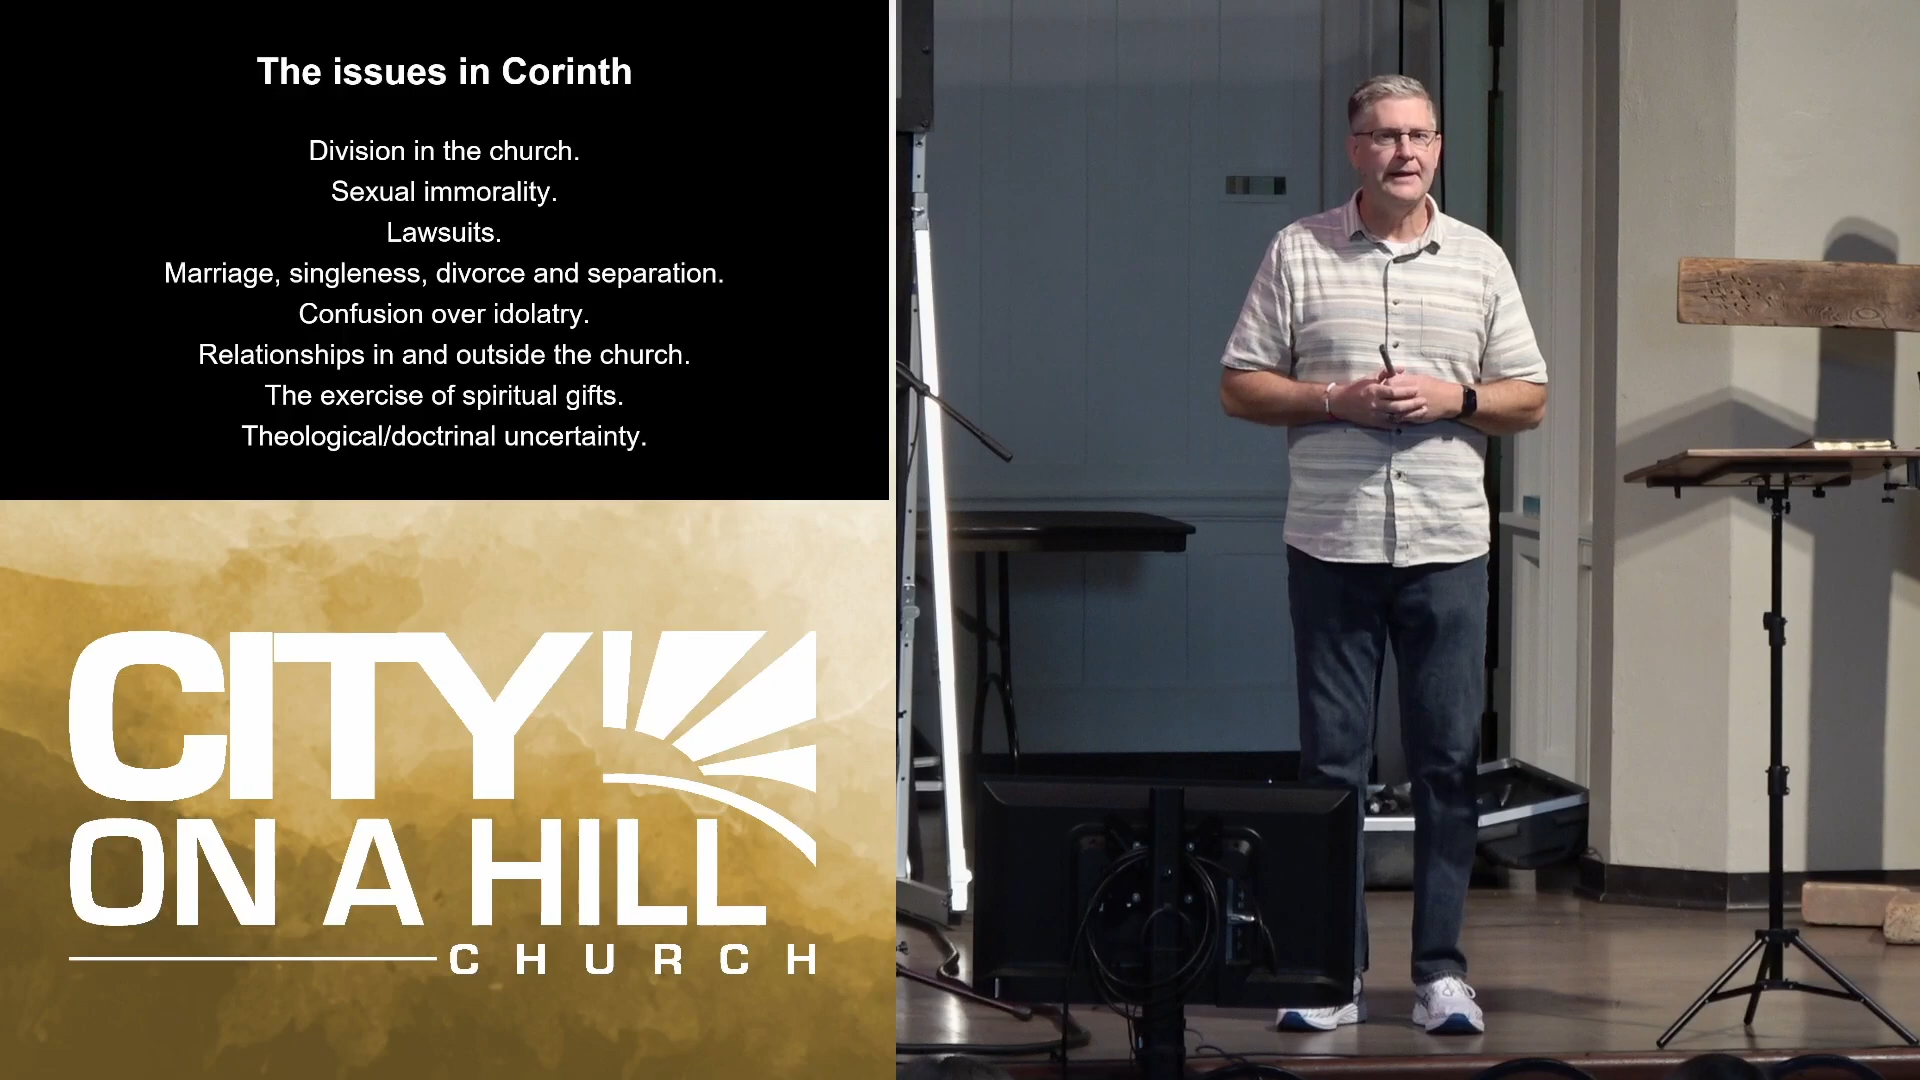 The issues in Corinth
Division in the church.
Sexual immorality.
Lawsuits.
Marriage, singleness, divorce and separation.
Confusion over idolatry.
Relationships in and outside the church.
The exercise of spiritual gifts.
Theological/doctrinal uncertainty.
CITY
ON A HILL
CHURCH